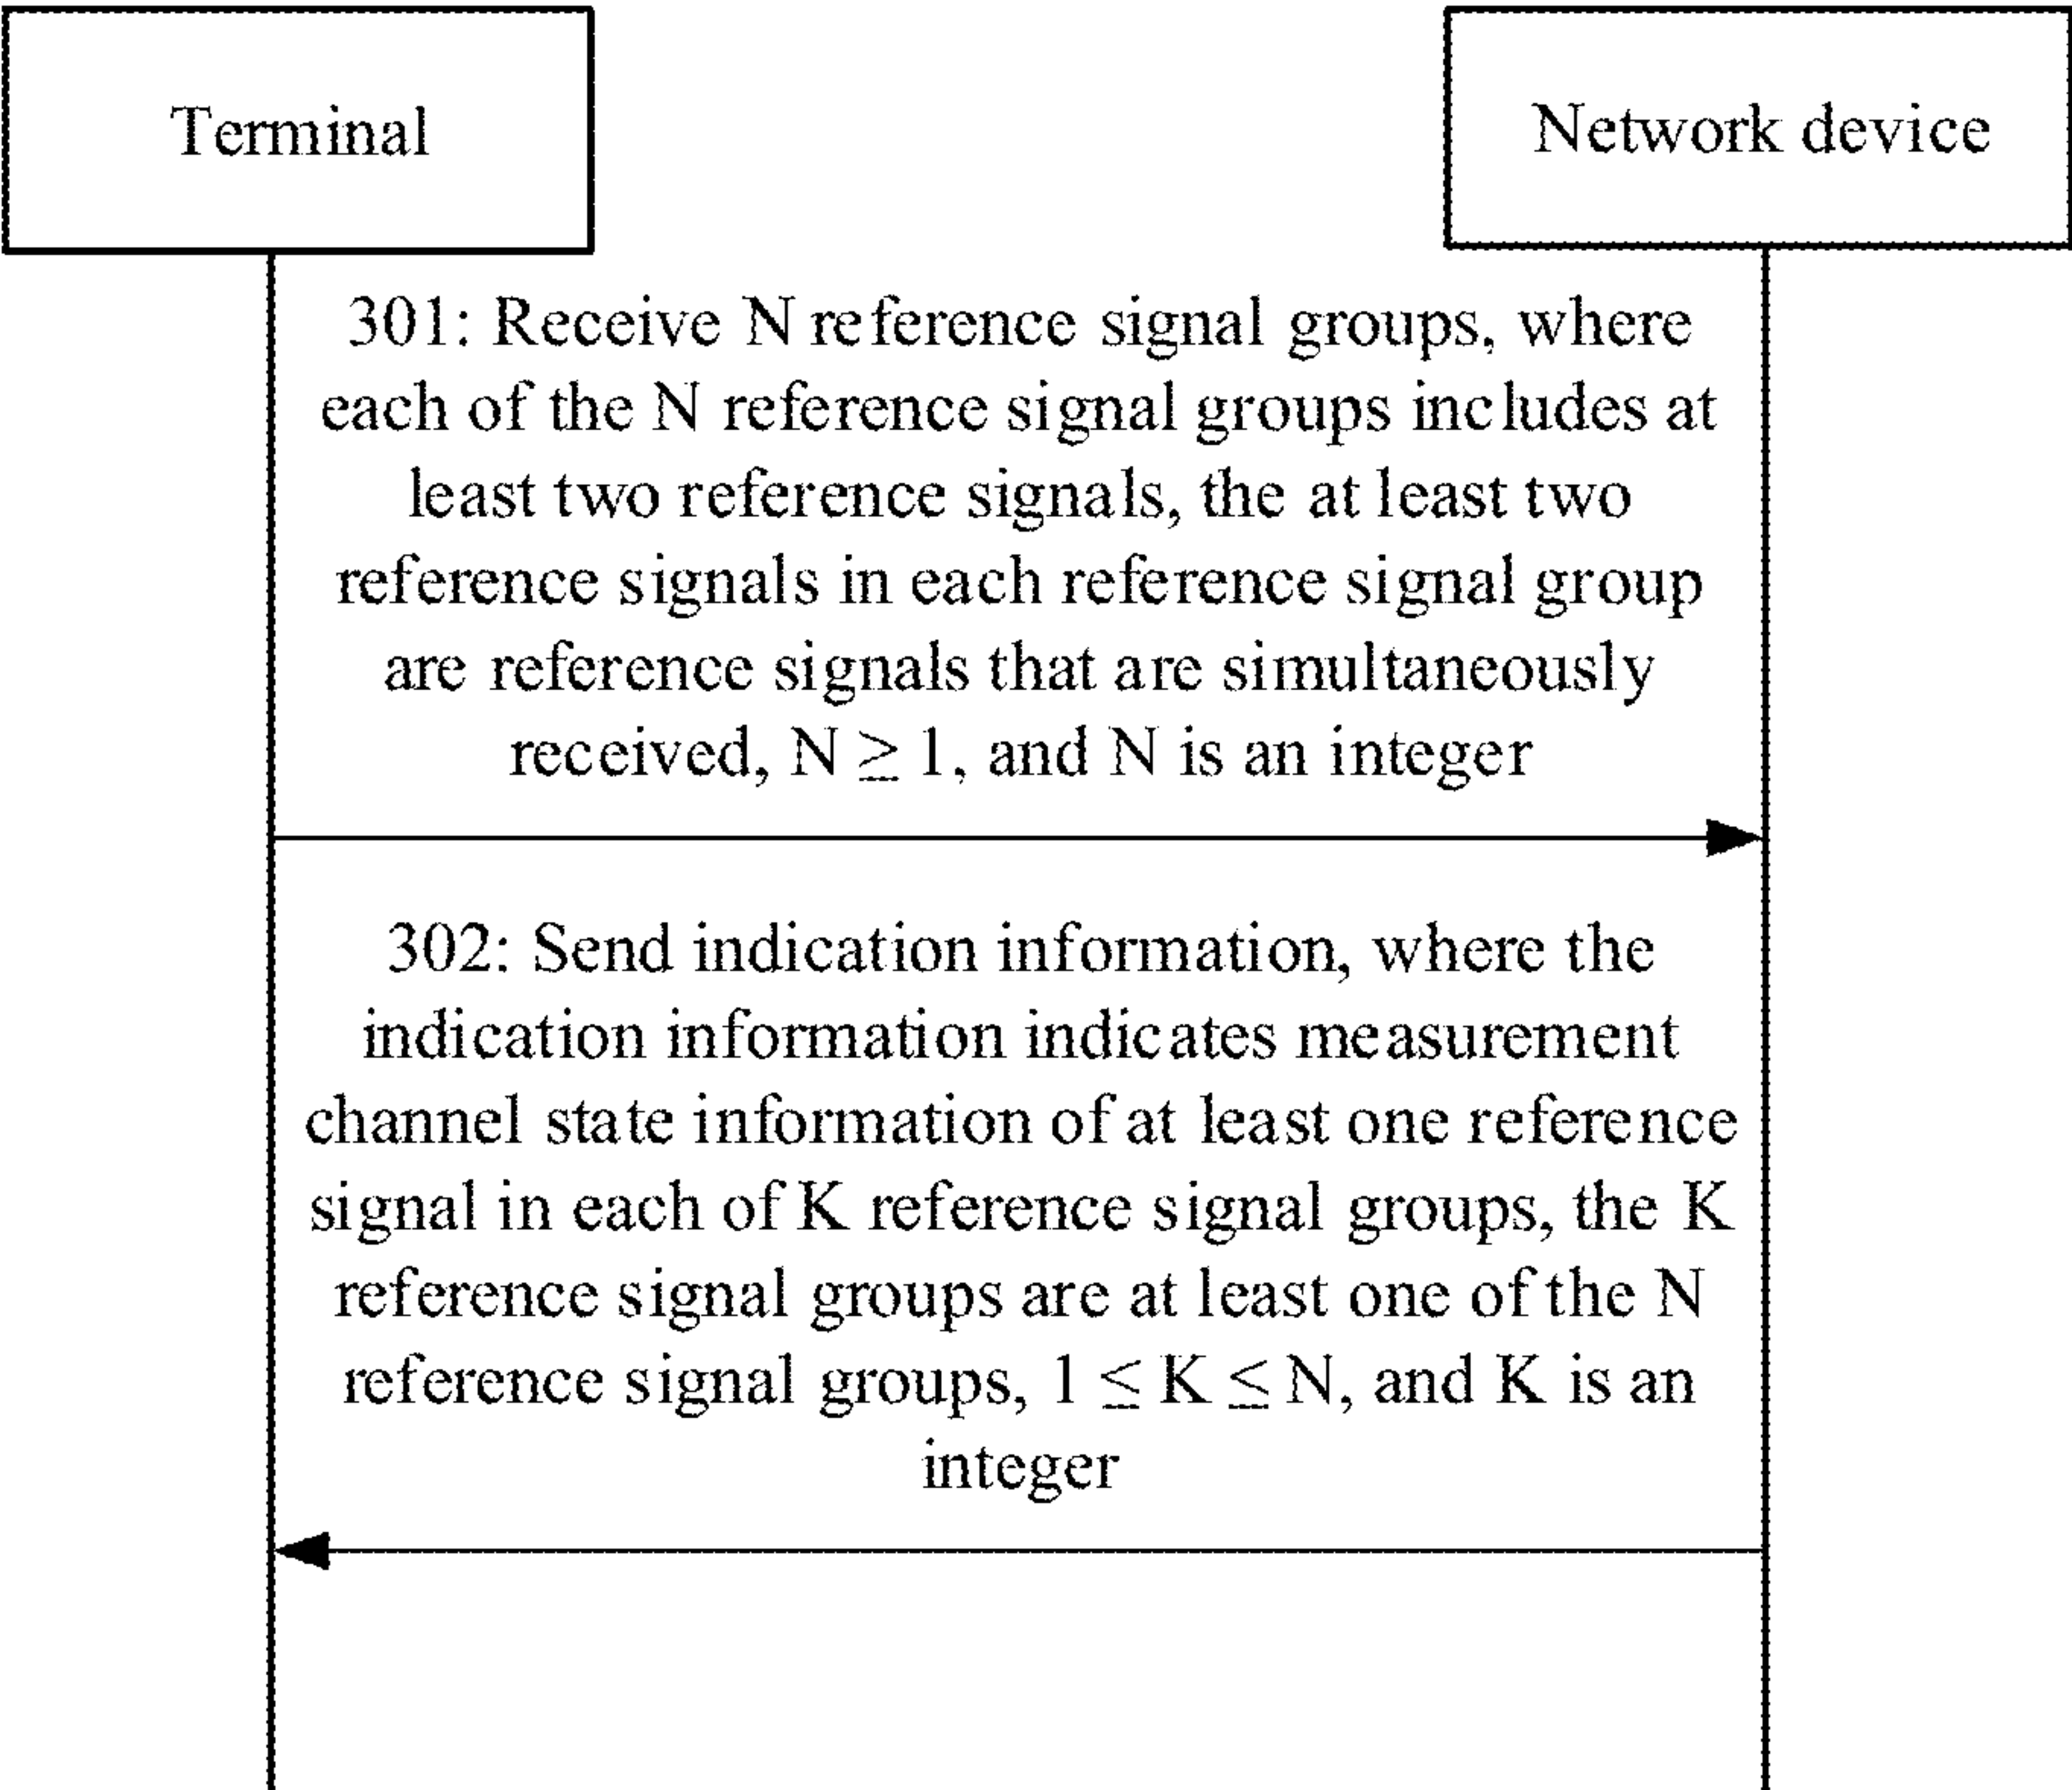 Terminal
Network device
301: Receive N reference signal groups, where
each of the N reference signal groups includes at
least two reference signals, the at least two
reference signals in each reference signal group
are reference signals that are simultaneously
received, N ≥ 1, and N is an integer
302: Send indication information, where the
indication information indicates measurement
channel state information of at least one reference
signal in each of K reference signal groups, the K
reference signal groups are at least one of the N
reference signal groups, 1 ≤ K ≤ N, and K is an
integer